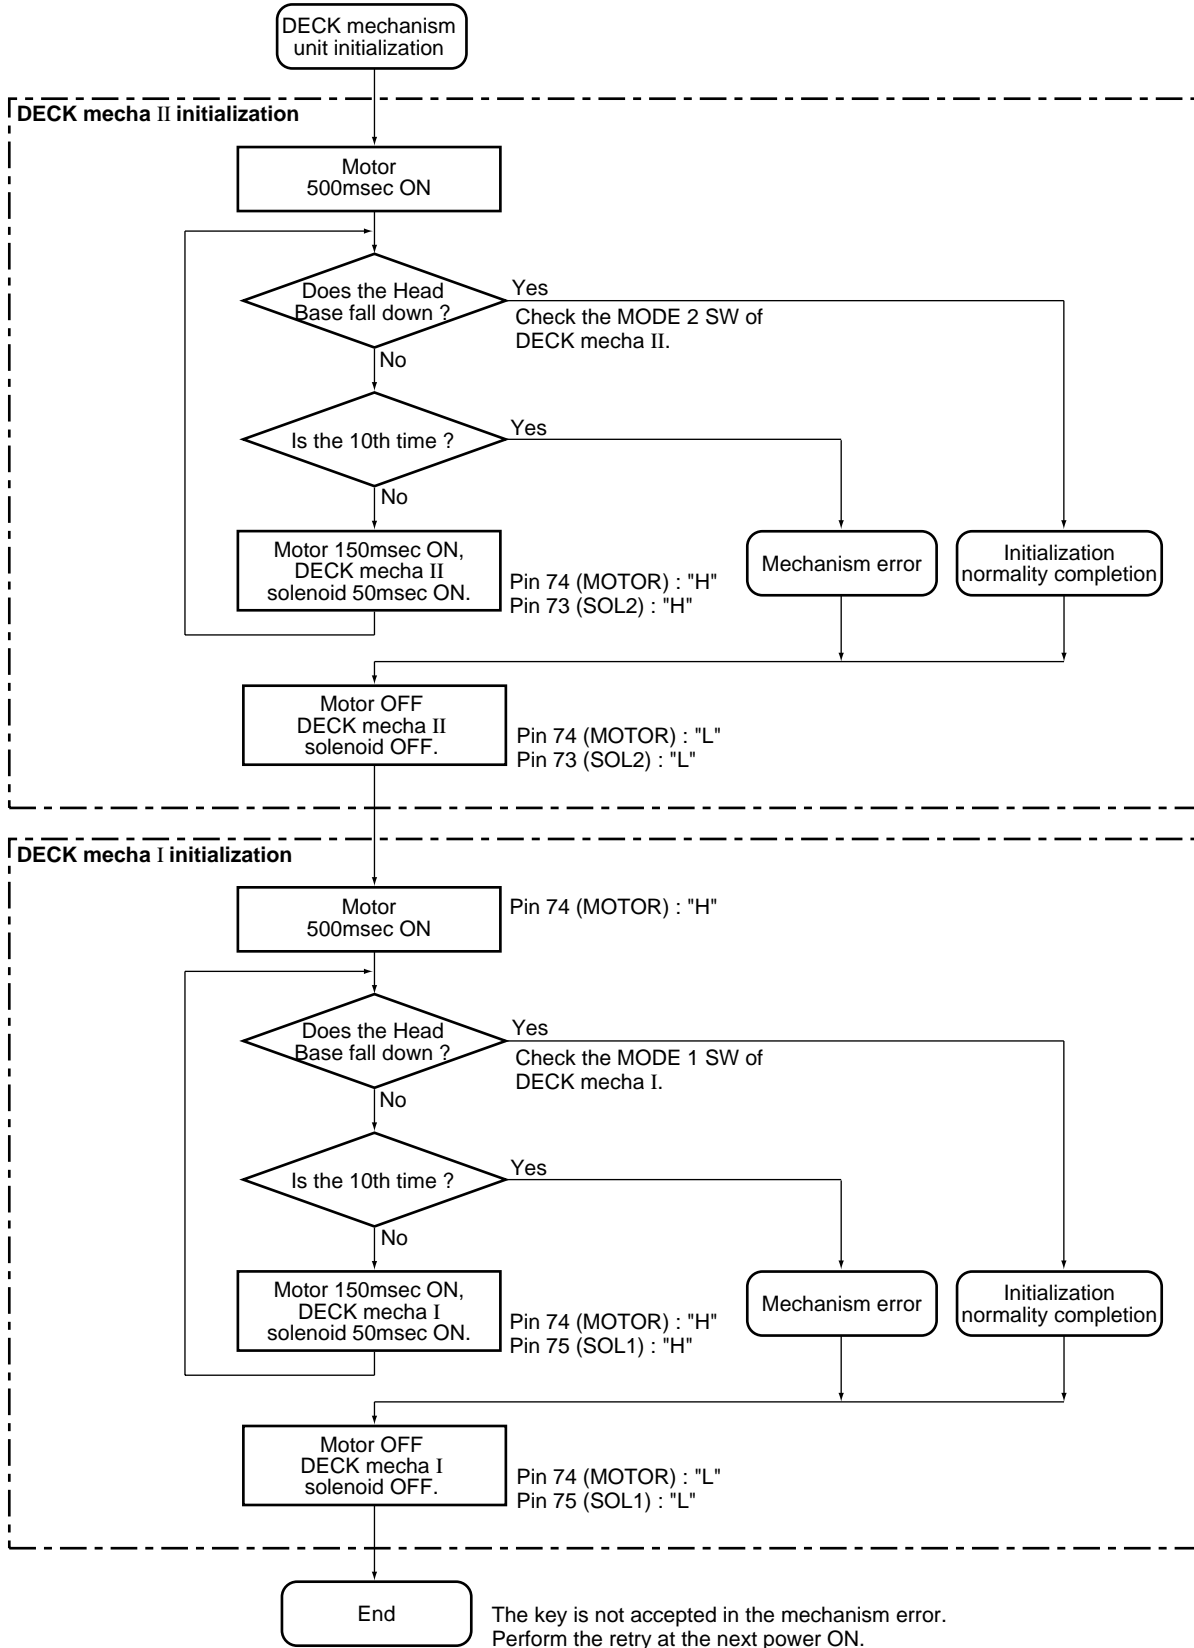 DECK mechanism
unit initialization
DECK mecha II initialization
Motor
500msec ON
Does the Head
Base fall down ?
Yes
Check the MODE 2 SW of
DECK mecha II.
No
Is the 10th time ?
Yes
No
Motor 150msec ON,
DECK mecha II
solenoid 50msec ON.
Pin 74 (MOTOR) : "H"
Pin 73 (SOL2) : "H"
Mechanism error
Initialization
normality completion
Motor OFF
DECK mecha II
solenoid OFF.
Pin 74 (MOTOR) : "L"
Pin 73 (SOL2) : "L"
DECK mecha I initialization
Motor
500msec ON
Pin 74 (MOTOR) : "H"
Does the Head
Base fall down ?
Yes
Check the MODE 1 SW of
DECK mecha I.
No
Is the 10th time ?
Yes
No
Motor 150msec ON,
DECK mecha I
solenoid 50msec ON.
Pin 74 (MOTOR) : "H"
Pin 75 (SOL1) : "H"
Mechanism error
Initialization
normality completion
Motor OFF
DECK mecha I
solenoid OFF.
Pin 74 (MOTOR) : "L"
Pin 75 (SOL1) : "L"
End
The key is not accepted in the mechanism error.
Perform the retry at the next power ON.